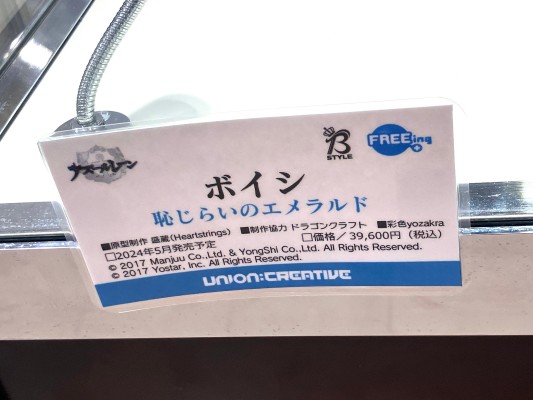 アズールレーン
B STYLE
FREEing
ボイシ
恥じらいのエメラルド
■原型制作 盛蔵(Heartstrings) ■制作協力 ドラゴンクラフト ■彩色yozakra
□2024年5月発売予定 □価格／39,600円（税込）
© 2017 Manjuu Co.,Ltd. & YongShi Co.,Ltd. All Rights Reserved.
© 2017 Yostar, Inc. All Rights Reserved.
UNION:CREATIVE